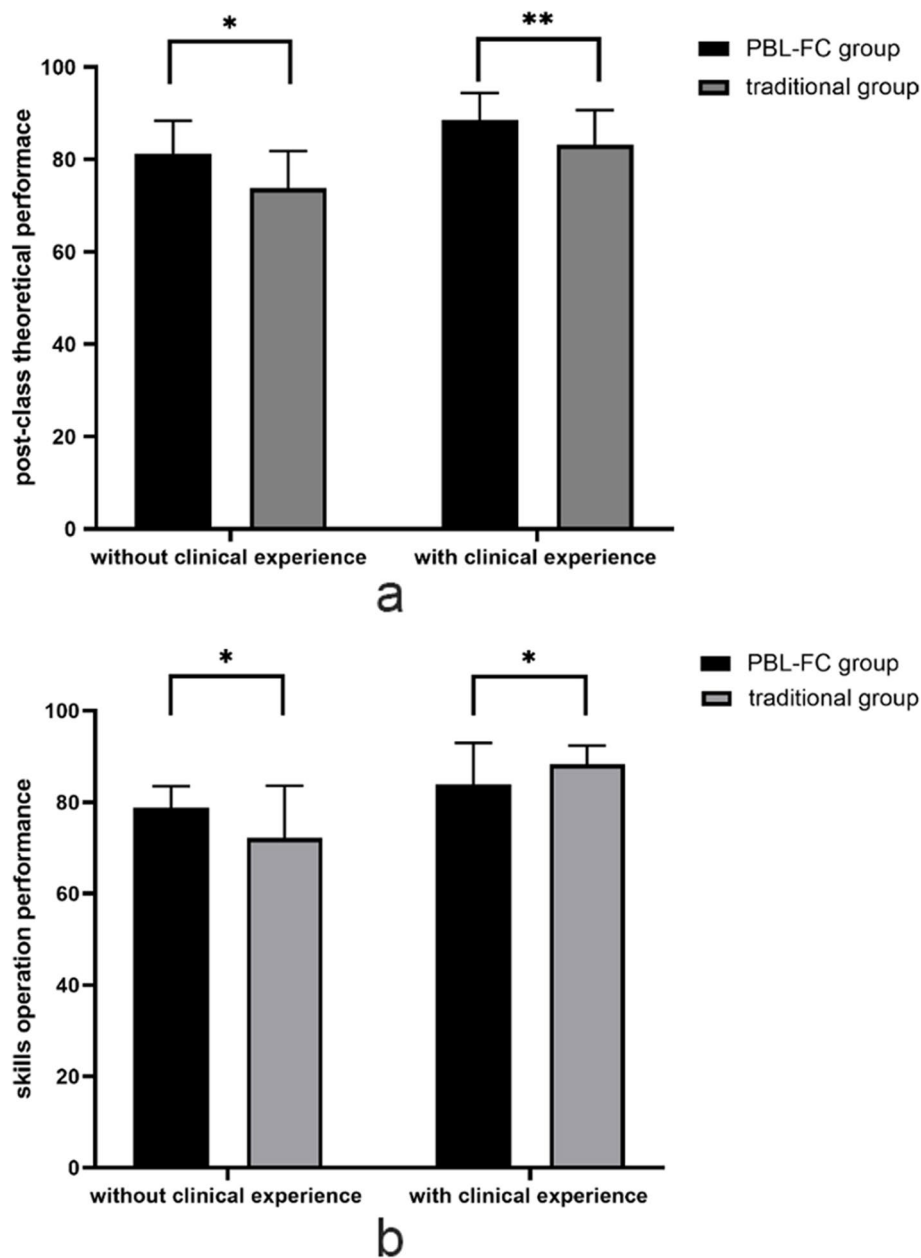 * **
PBL-FC group
traditional group
post-class theoretical performace
100
80
60
40
20
0
without clinical experience with clinical experience
a
* *
PBL-FC group
traditional group
skills operation performance
100
80
60
40
20
0
without clinical experience with clinical experience
b